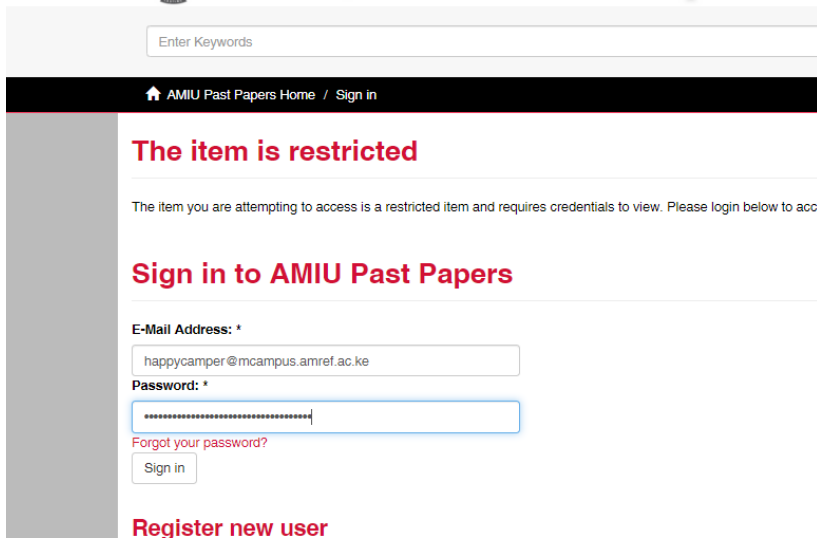 Enter Keywords
AMIU Past Papers Home / Sign in
The item is restricted
The item you are attempting to access is a restricted item and requires credentials to view. Please login below to acc
Sign in to AMIU Past Papers
E-Mail Address: *
happycamper@mcampus.amref.ac.ke
Password: *
Forgot your password?
Sign in
Register new user